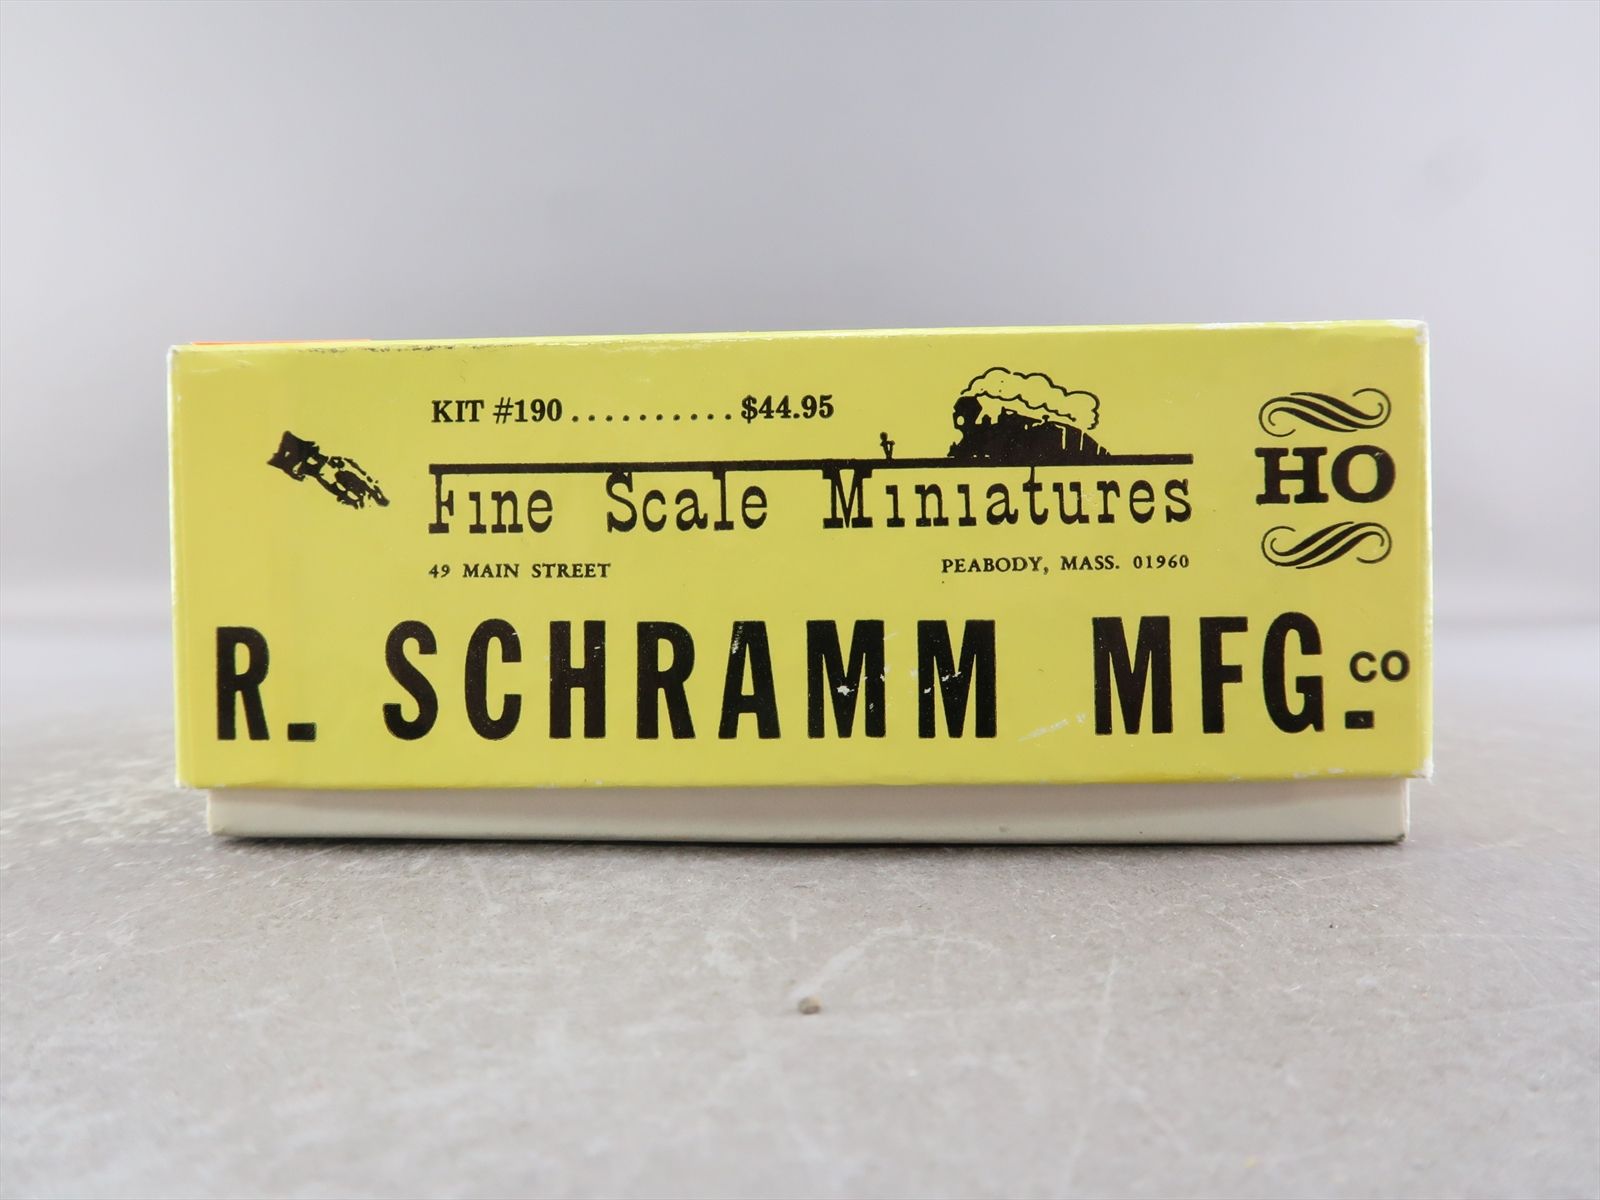 KIT #190..........$44.95
Fine Scale Miniatures
49 MAIN STREET PEABODY, MASS. 01960
HO
R. SCHRAMM MFG. CO